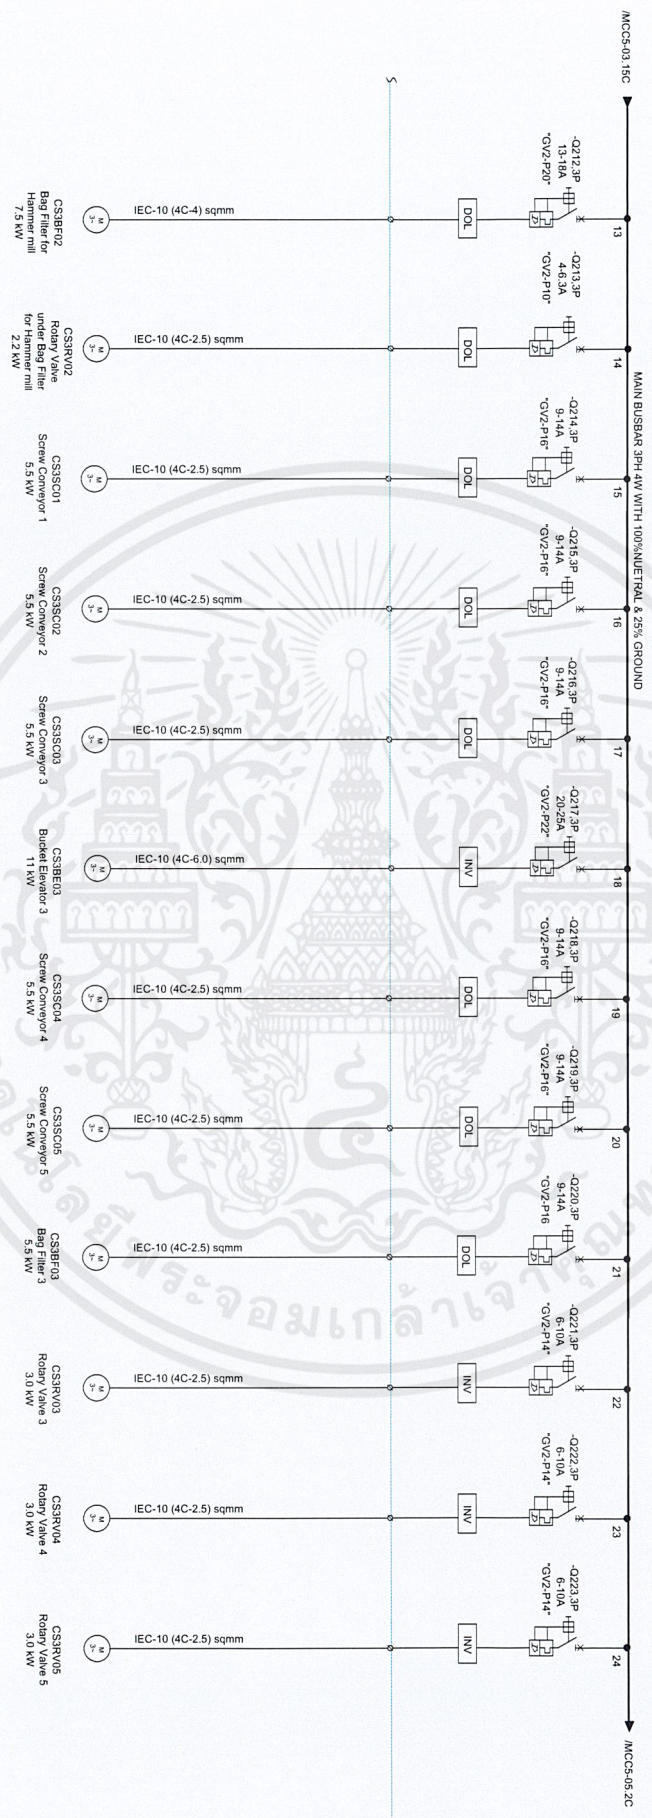 /MCC5-03.15C
MAIN BUSBAR 3PH 4W WITH 100%NUETRAL & 25% GROUND
/MCC5-05.2C
13
-Q212,3P
13-18A
"GV2-P20"
DOL
IEC-10 (4C-4) sqmm
M
3~
CS3BF02
Bag Filter for
Hammer mill
7.5 kW
14
-Q213,3P
4-6.3A
"GV2-P10"
DOL
IEC-10 (4C-2.5) sqmm
M
3~
CS3RV02
Rotary Valve
under Bag Filter
for Hammer mill
2.2 kW
15
-Q214,3P
9-14A
"GV2-P16"
DOL
IEC-10 (4C-2.5) sqmm
M
3~
CS3SC01
Screw Conveyor 1
5.5 kW
16
-Q215,3P
9-14A
"GV2-P16"
DOL
IEC-10 (4C-2.5) sqmm
M
3~
CS3SC02
Screw Conveyor 2
5.5 kW
17
-Q216,3P
9-14A
"GV2-P16"
DOL
IEC-10 (4C-2.5) sqmm
M
3~
CS3SC03
Screw Conveyor 3
5.5 kW
18
-Q217,3P
20-25A
"GV2-P22"
INV
IEC-10 (4C-6.0) sqmm
M
3~
CS3BE03
Bucket Elevator 3
11 kW
19
-Q218,3P
9-14A
"GV2-P16"
DOL
IEC-10 (4C-2.5) sqmm
M
3~
CS3SC04
Screw Conveyor 4
5.5 kW
20
-Q219,3P
9-14A
"GV2-P16"
DOL
IEC-10 (4C-2.5) sqmm
M
3~
CS3SC05
Screw Conveyor 5
5.5 kW
21
-Q220,3P
9-14A
"GV2-P16
DOL
IEC-10 (4C-2.5) sqmm
M
3~
CS3BF03
Bag Filter 3
5.5 kW
22
-Q221,3P
6-10A
"GV2-P14"
INV
IEC-10 (4C-2.5) sqmm
M
3~
CS3RV03
Rotary Valve 3
3.0 kW
23
-Q222,3P
6-10A
"GV2-P14"
INV
IEC-10 (4C-2.5) sqmm
M
3~
CS3RV04
Rotary Valve 4
3.0 kW
24
-Q223,3P
6-10A
"GV2-P14"
INV
IEC-10 (4C-2.5) sqmm
M
3~
CS3RV05
Rotary Valve 5
3.0 kW
S